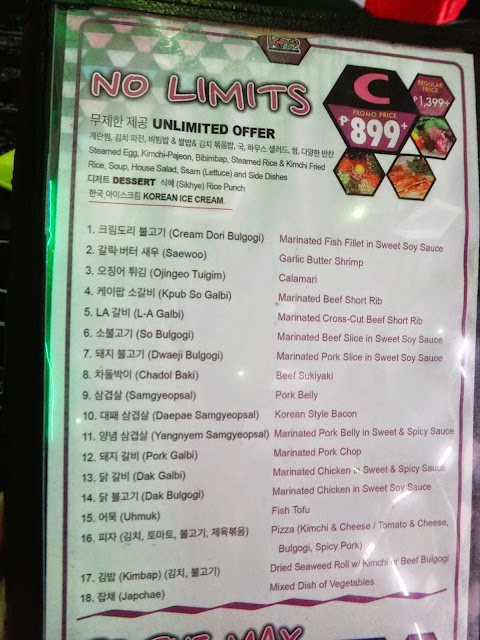 NO LIMITS
C
PROMO PRICE
₱899+
REGULAR PRICE
₱1,399+
무제한 제공 UNLIMITED OFFER
계란찜, 김치 파전, 비빔밥 & 쌀밥& 김치 볶음밥, 국, 하우스 샐러드, 쌈, 다양한 반찬
Steamed Egg, Kimchi-Pajeon, Bibimbap, Steamed Rice & Kimchi Fried
Rice, Soup, House Salad, Ssam (Lettuce) and Side Dishes
디저트 DESSERT 식혜 (Sikhye) Rice Punch
한국 아이스크림 KOREAN ICE CREAM.
1. 크림도리 불고기 (Cream Dori Bulgogi) Marinated Fish Fillet in Sweet Soy Sauce
2. 갈릭 버터 새우 (Saewoo) Garlic Butter Shrimp
3. 오징어 튀김 (Ojingeo Tuigim) Calamari
4. 케이팝 소갈비 (Kpub So Galbi) Marinated Beef Short Rib
5. LA 갈비 (L-A Galbi) Marinated Cross-Cut Beef Short Rib
6. 소불고기 (So Bulgogi) Marinated Beef Slice in Sweet Soy Sauce
7. 돼지 불고기 (Dwaeji Bulgogi) Marinated Pork Slice in Sweet Soy Sauce
8. 차돌박이 (Chadol Baki) Beef Sukiyaki
9. 삼겹살 (Samgyeopsal) Pork Belly
10. 대패 삼겹살 (Daepae Samgyeopsal) Korean Style Bacon
11. 양념 삼겹살 (Yangnyem Samgyeopsal) Marinated Pork Belly in Sweet & Spicy Sauce
12. 돼지 갈비 (Pork Galbi) Marinated Pork Chop
13. 닭 갈비 (Dak Galbi) Marinated Chicken in Sweet & Spicy Sauce
14. 닭 불고기 (Dak Bulgogi) Marinated Chicken in Sweet Soy Sauce
15. 어묵 (Uhmuk) Fish Tofu
16. 피자 (김치, 토마토, 불고기, 제육볶음) Pizza (Kimchi & Cheese / Tomato & Cheese,
Bulgogi, Spicy Pork)
17. 김밥 (Kimbap) (김치, 불고기) Dried Seaweed Roll w/ Kimchi or Beef Bulgogi
18. 잡채 (Japchae) Mixed Dish of Vegetables
THE MAX